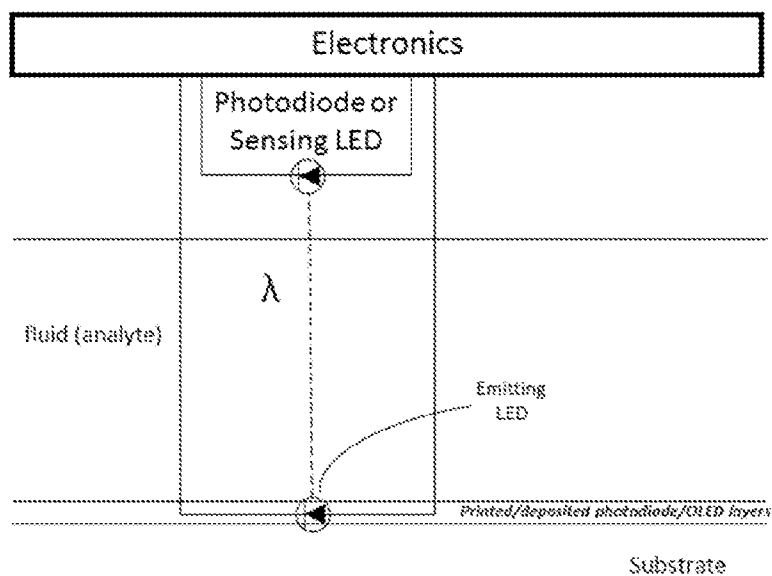 Electronics
Photodiode or
Sensing LED
λ
fluid (analyte)
Emitting
LED
Printed/deposited photodiode/OLED layers
Substrate